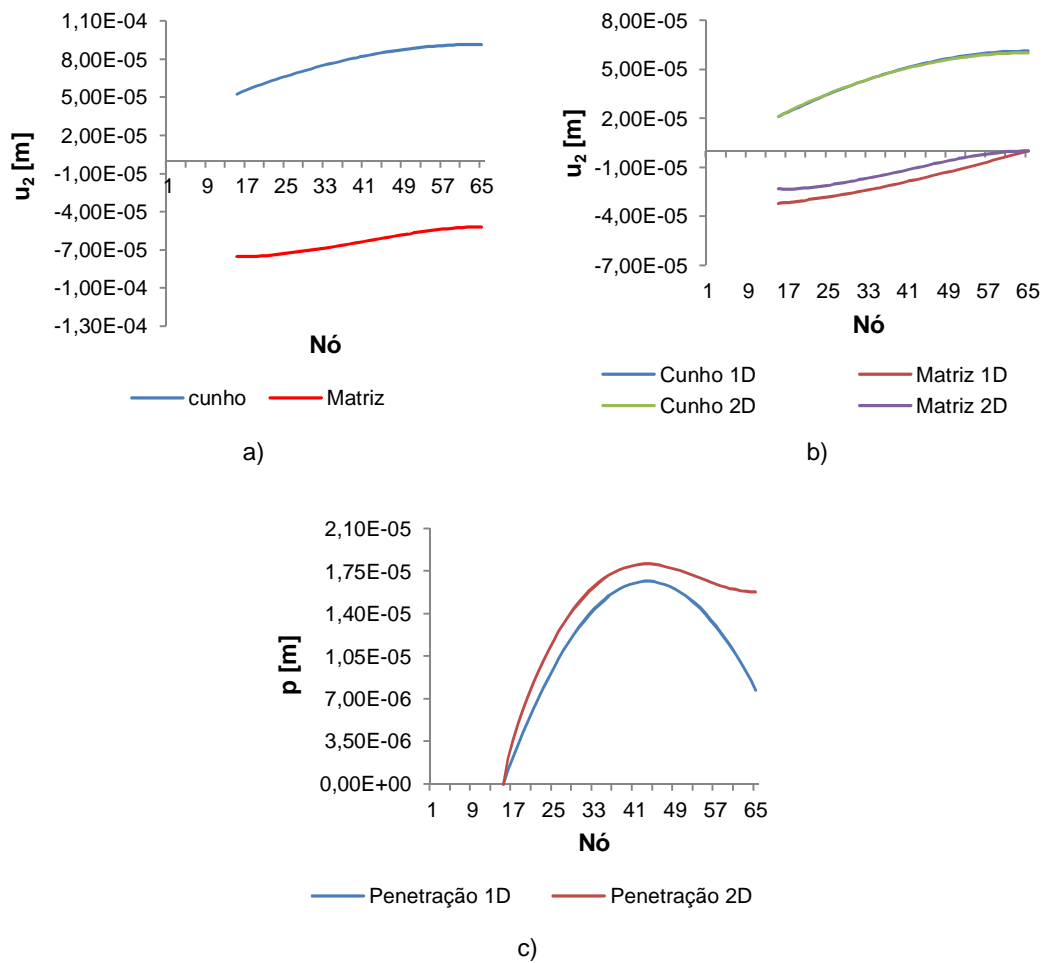 1,10E-04
8,00E-05
5,00E-05
2,00E-05
-1,00E-05
-4,00E-05
-7,00E-05
-1,00E-04
-1,30E-04
u₂ [m]
1 9 17 25 33 41 49 57 65
Nó
cunho Matriz
a)
8,00E-05
5,00E-05
2,00E-05
-1,00E-05
-4,00E-05
-7,00E-05
u₂ [m]
1 9 17 25 33 41 49 57 65
Nó
Cunho 1D Matriz 1D
Cunho 2D Matriz 2D
b)
2,10E-05
1,75E-05
1,40E-05
1,05E-05
7,00E-06
3,50E-06
0,00E+00
p [m]
1 9 17 25 33 41 49 57 65
Nó
Penetração 1D Penetração 2D
c)